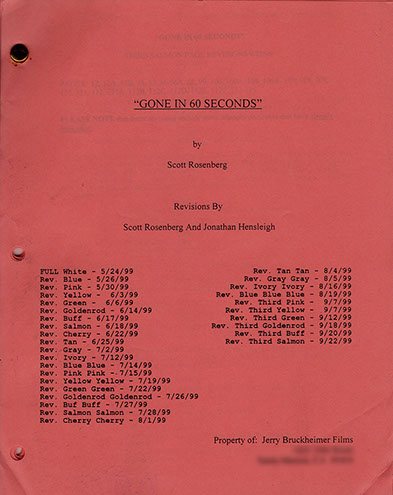 "GONE IN 60 SECONDS"
by
Scott Rosenberg
Revisions By
Scott Rosenberg And Jonathan Hensleigh
FULL White - 5/24/99
Rev. Blue - 5/26/99
Rev. Pink - 5/30/99
Rev. Yellow - 6/3/99
Rev. Green - 6/6/99
Rev. Goldenrod - 6/14/99
Rev. Buff - 6/17/99
Rev. Salmon - 6/18/99
Rev. Cherry - 6/22/99
Rev. Tan - 6/25/99
Rev. Gray - 7/2/99
Rev. Ivory - 7/12/99
Rev. Blue Blue - 7/14/99
Rev. Pink Pink - 7/15/99
Rev. Yellow Yellow - 7/19/99
Rev. Green Green - 7/22/99
Rev. Goldenrod Goldenrod - 7/26/99
Rev. Buf Buff - 7/27/99
Rev. Salmon Salmon - 7/28/99
Rev. Cherry Cherry - 8/1/99
Rev. Tan Tan - 8/4/99
Rev. Gray Gray - 8/5/99
Rev. Ivory Ivory - 8/16/99
Rev. Blue Blue Blue - 8/19/99
Rev. Third Pink - 9/7/99
Rev. Third Yellow - 9/7/99
Rev. Third Green - 9/12/99
Rev. Third Goldenrod - 9/18/99
Rev. Third Buff - 9/20/99
Rev. Third Salmon - 9/22/99
Property of: Jerry Bruckheimer Films